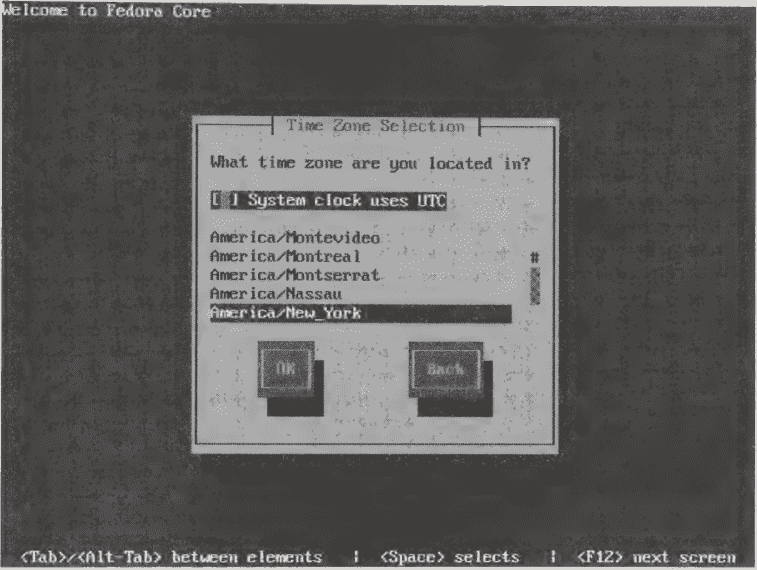 Welcome to Fedora Core
Time Zone Selection
What time zone are you located in?
[ ] System clock uses UTC
America/Montevideo
America/Montreal
America/Montserrat
America/Nassau
America/New_York
#
OK
Back
<Tab>/<Alt-Tab> between elements | <Space> selects | <F12> next screen